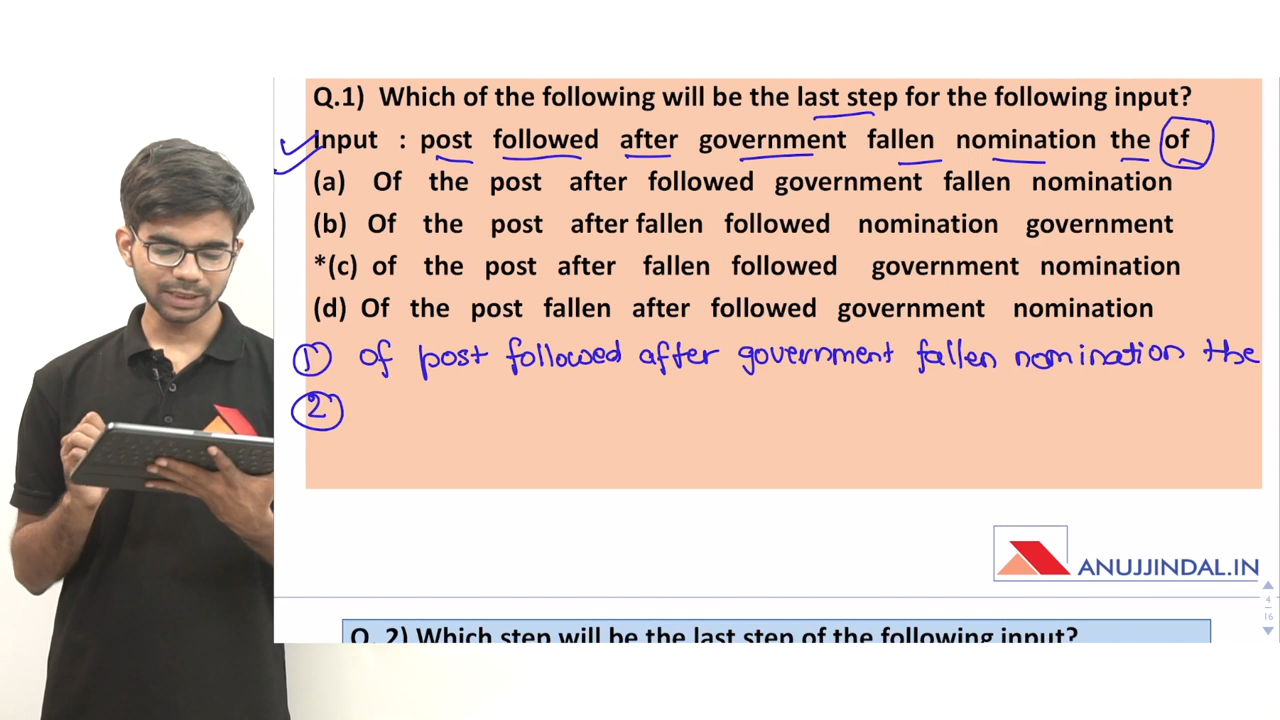 Q.1) Which of the following will be the last step for the following input?
Input : post followed after government fallen nomination the of
(a) Of the post after followed government fallen nomination
(b) Of the post after fallen followed nomination government
*(c) of the post after fallen followed government nomination
(d) Of the post fallen after followed government nomination
1 of post followed after government fallen nomination the
2
ANUJJINDAL.IN
4
16
Q. 2) Which step will be the last step of the following input?